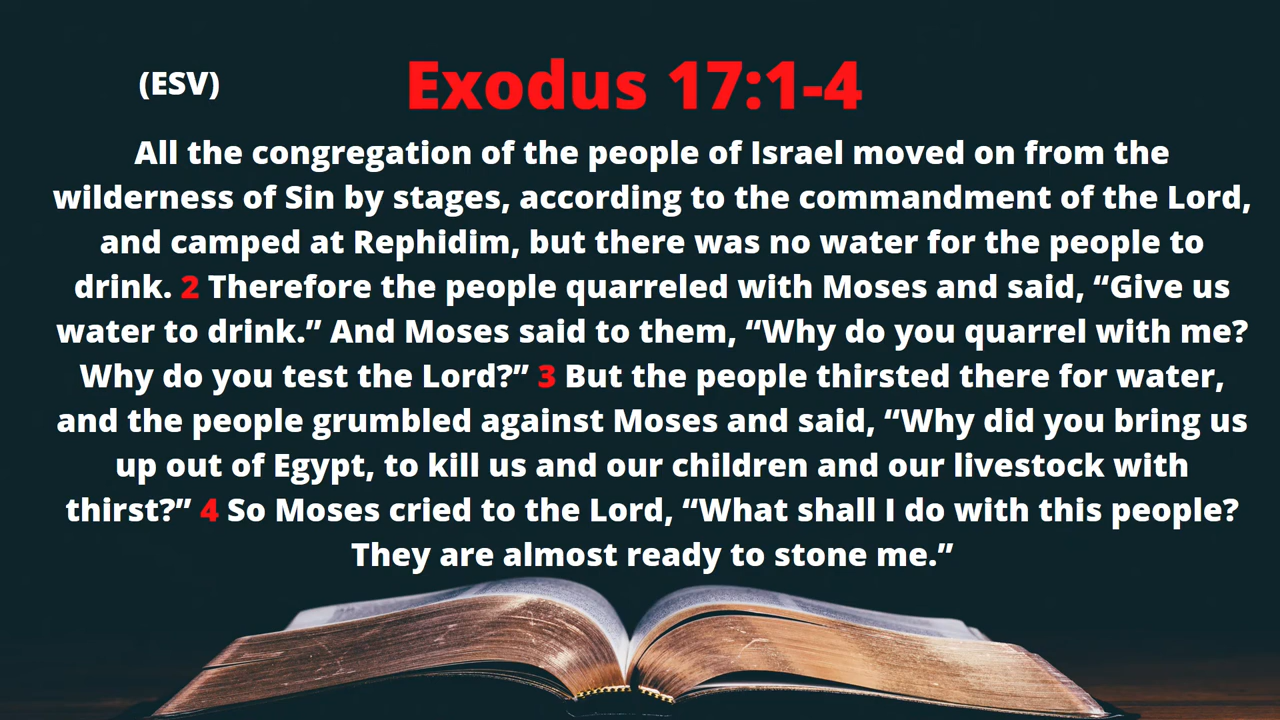 (ESV)
Exodus 17:1-4
All the congregation of the people of Israel moved on from the
wilderness of Sin by stages, according to the commandment of the Lord,
and camped at Rephidim, but there was no water for the people to
drink. 2 Therefore the people quarreled with Moses and said, “Give us
water to drink.” And Moses said to them, “Why do you quarrel with me?
Why do you test the Lord?” 3 But the people thirsted there for water,
and the people grumbled against Moses and said, “Why did you bring us
up out of Egypt, to kill us and our children and our livestock with
thirst?” 4 So Moses cried to the Lord, “What shall I do with this people?
They are almost ready to stone me.”